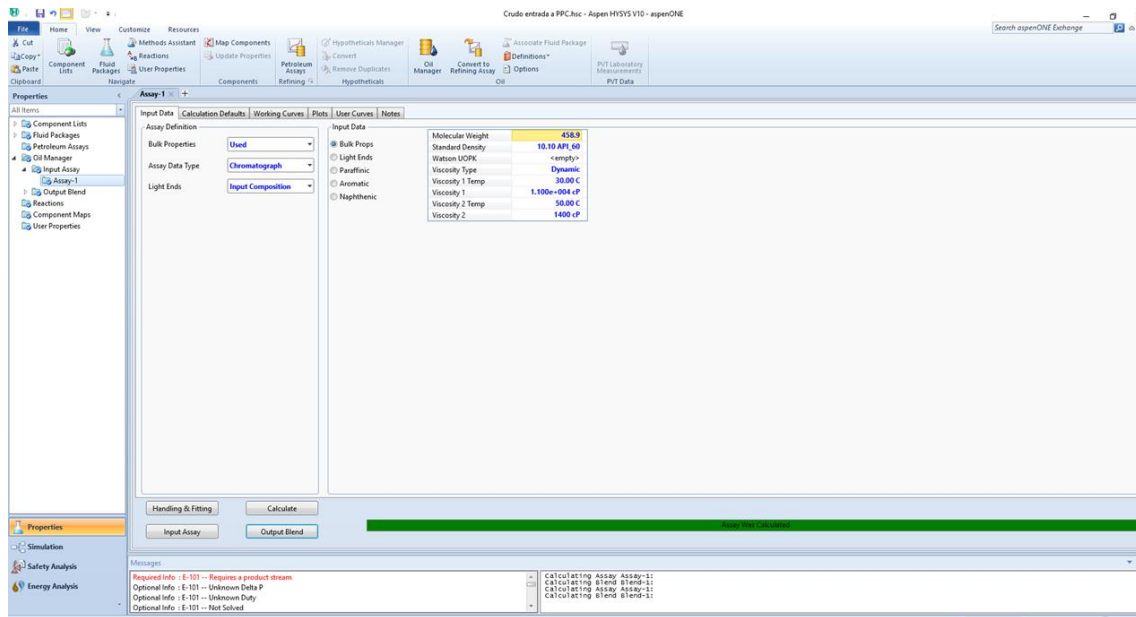 Crudo entrada a PPC.hsc - Aspen HYSYS V10 - aspenONE
File Home View Customize Resources
Search aspenONE Exchange
Cut
Copy
Paste
Clipboard
Component Lists
Fluid Packages
Methods Assistant
Reactions
User Properties
Navigate
Map Components
Update Properties
Components
Petroleum Assays
Refining
Hypotheticals Manager
Convert
Remove Duplicates
Hypotheticals
Oil Manager
Convert to Refining Assay
Associate Fluid Package
Definitions
Options
Oil
PVT Laboratory Measurements
PVT Data
Properties
All Items
Component Lists
Fluid Packages
Petroleum Assays
Oil Manager
Input Assay
Assay-1
Output Blend
Reactions
Component Maps
User Properties
Properties
Simulation
Safety Analysis
Energy Analysis
Assay-1 × +
Input Data Calculation Defaults Working Curves Plots User Curves Notes
Assay Definition
Bulk Properties Used
Assay Data Type Chromatograph
Light Ends Input Composition
Input Data
Bulk Props
Light Ends
Paraffinic
Aromatic
Naphthenic
Molecular Weight 458.9
Standard Density 10.10 API_60
Watson UOPK <empty>
Viscosity Type Dynamic
Viscosity 1 Temp 30.00 C
Viscosity 1 1.100e+004 cP
Viscosity 2 Temp 50.00 C
Viscosity 2 1400 cP
Handling & Fitting Calculate
Input Assay Output Blend
Assay Was Calculated
Messages
Required Info : E-101 -- Requires a product stream
Optional Info : E-101 -- Unknown Delta P
Optional Info : E-101 -- Unknown Duty
Optional Info : E-101 -- Not Solved
Calculating Assay Assay-1:
Calculating Blend Blend-1:
Calculating Assay Assay-1:
Calculating Blend Blend-1: